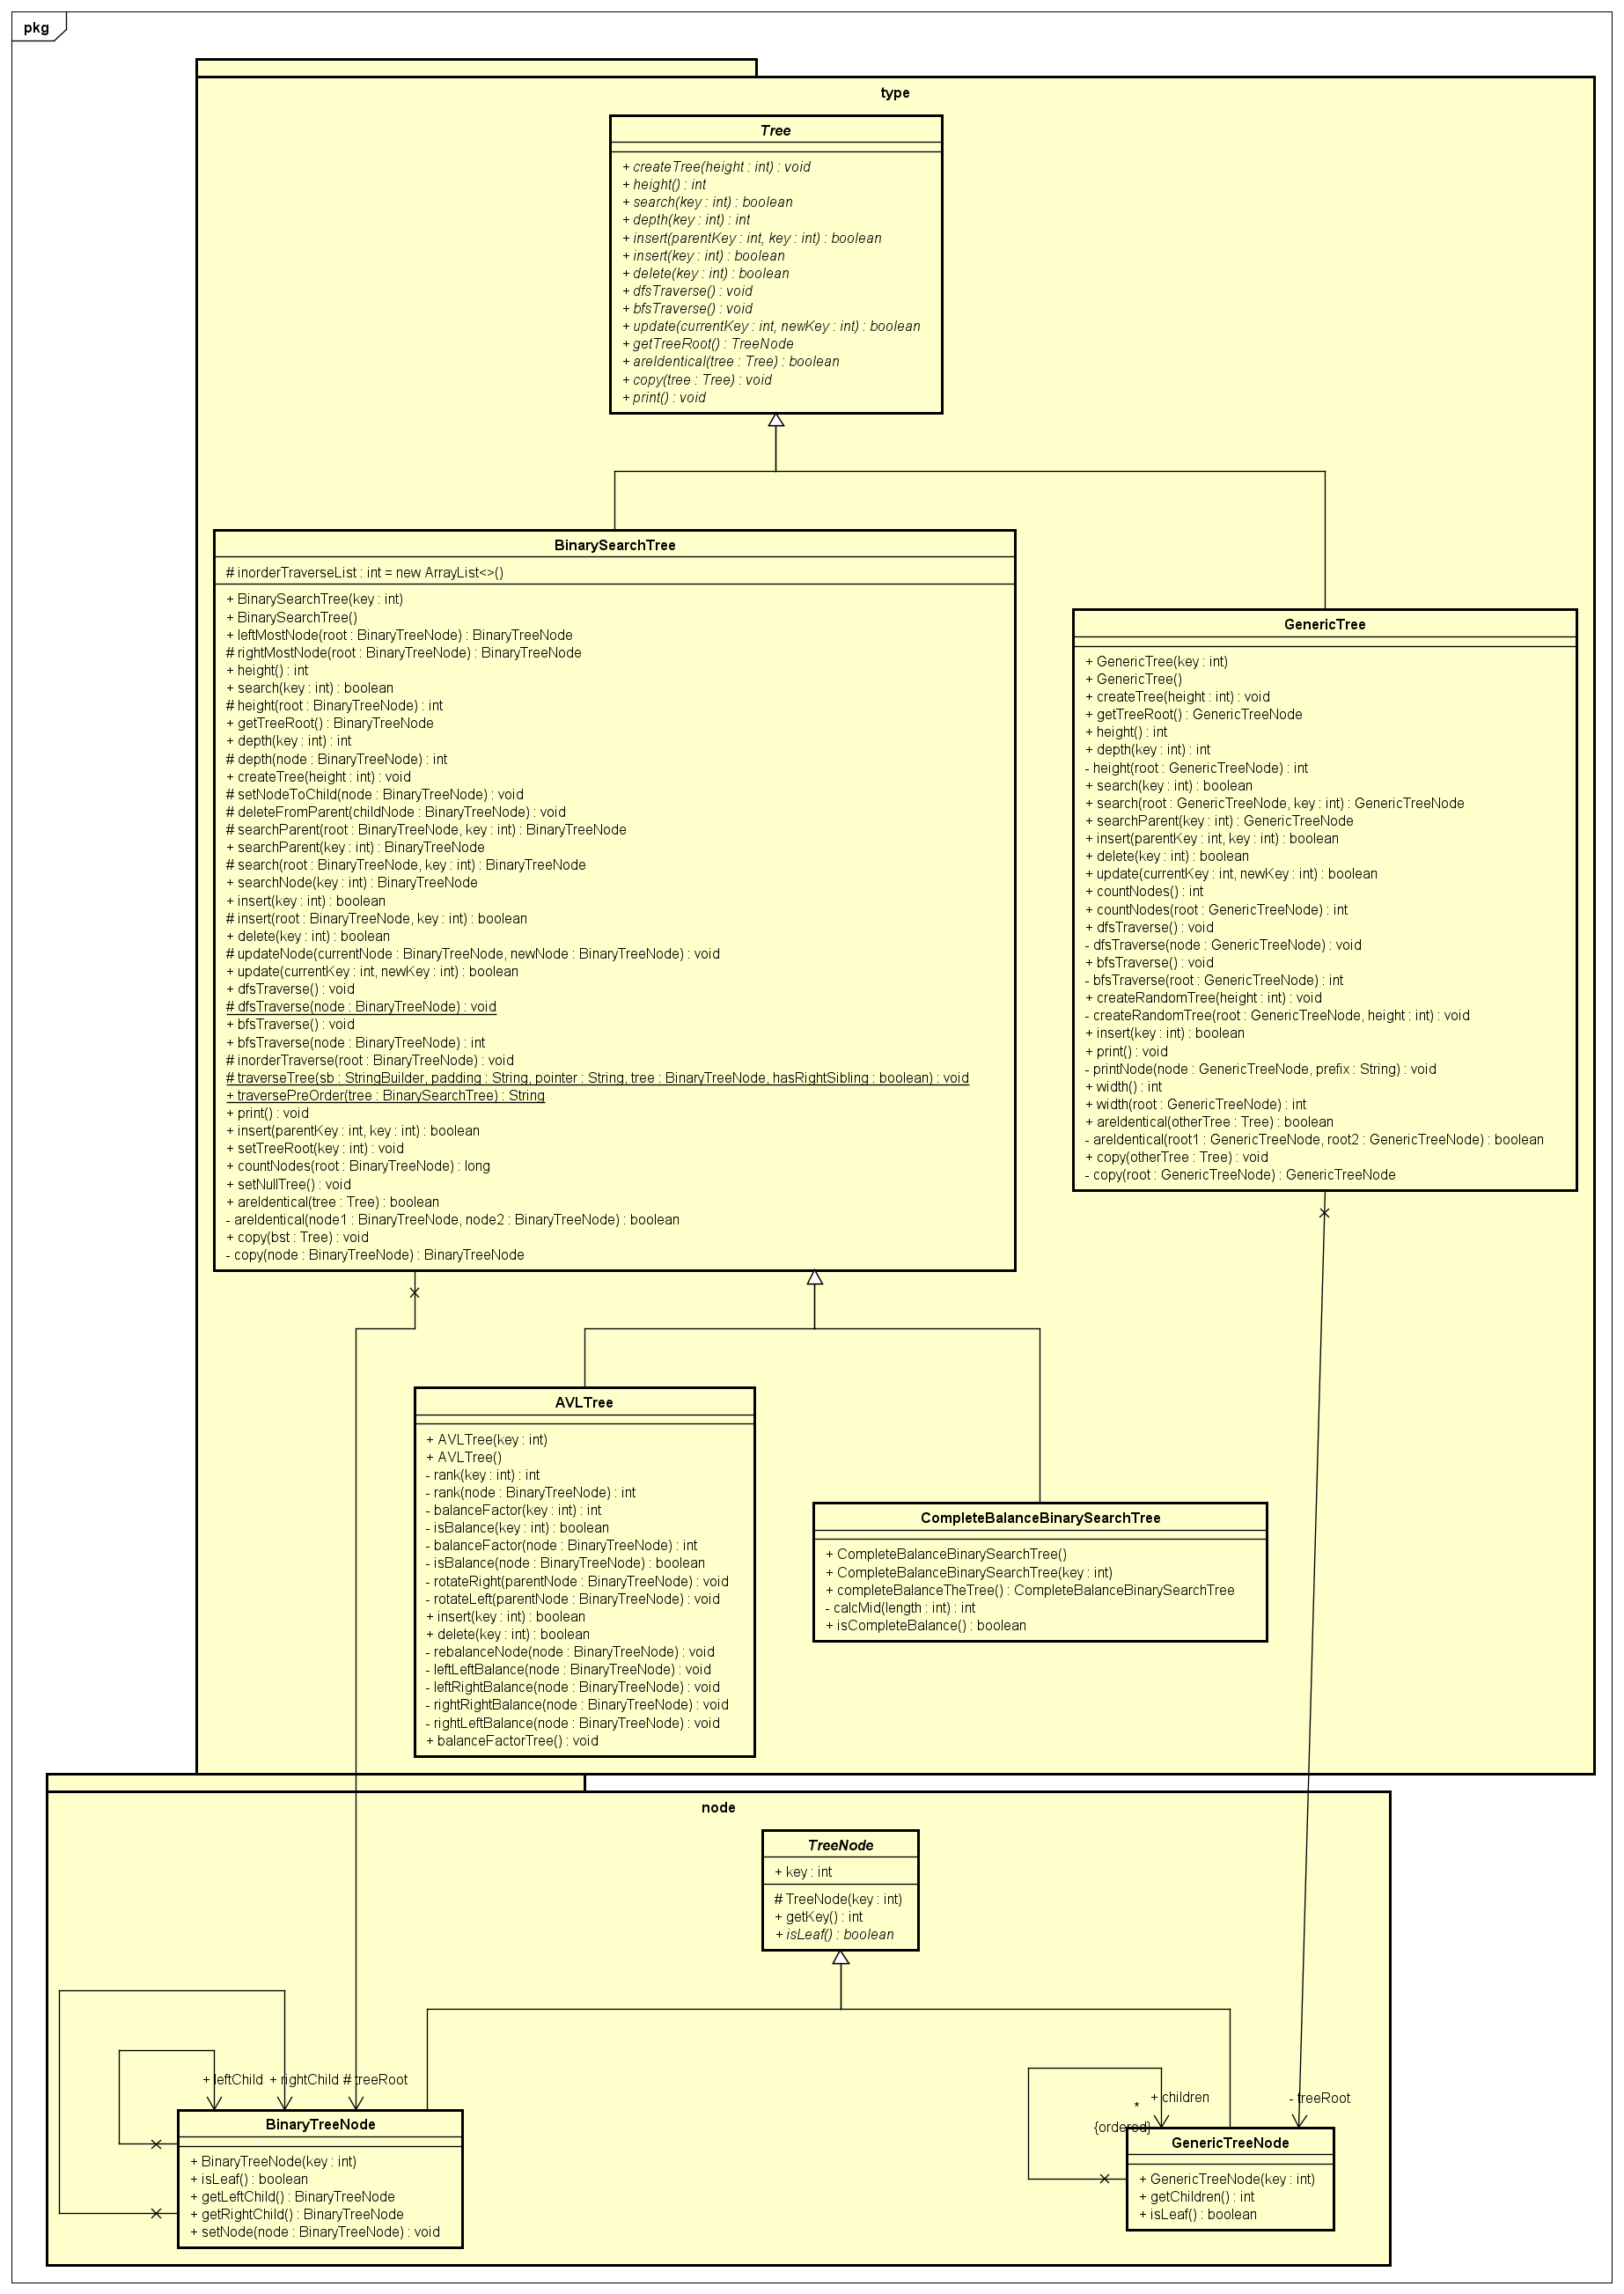 pkg
type
Tree
+ createTree(height : int) : void
+ height() : int
+ search(key : int) : boolean
+ depth(key : int) : int
+ insert(parentKey : int, key : int) : boolean
+ insert(key : int) : boolean
+ delete(key : int) : boolean
+ dfsTraverse() : void
+ bfsTraverse() : void
+ update(currentKey : int, newKey : int) : boolean
+ getTreeRoot() : TreeNode
+ areIdentical(tree : Tree) : boolean
+ copy(tree : Tree) : void
+ print() : void
BinarySearchTree
# inorderTraverseList : int = new ArrayList<>()
+ BinarySearchTree(key : int)
+ BinarySearchTree()
+ leftMostNode(root : BinaryTreeNode) : BinaryTreeNode
# rightMostNode(root : BinaryTreeNode) : BinaryTreeNode
+ height() : int
+ search(key : int) : boolean
# height(root : BinaryTreeNode) : int
+ getTreeRoot() : BinaryTreeNode
+ depth(key : int) : int
# depth(node : BinaryTreeNode) : int
+ createTree(height : int) : void
# setNodeToChild(node : BinaryTreeNode) : void
# deleteFromParent(childNode : BinaryTreeNode) : void
# searchParent(root : BinaryTreeNode, key : int) : BinaryTreeNode
+ searchParent(key : int) : BinaryTreeNode
# search(root : BinaryTreeNode, key : int) : BinaryTreeNode
+ searchNode(key : int) : BinaryTreeNode
+ insert(key : int) : boolean
# insert(root : BinaryTreeNode, key : int) : boolean
+ delete(key : int) : boolean
# updateNode(currentNode : BinaryTreeNode, newNode : BinaryTreeNode) : void
+ update(currentKey : int, newKey : int) : boolean
+ dfsTraverse() : void
# dfsTraverse(node : BinaryTreeNode) : void
+ bfsTraverse() : void
+ bfsTraverse(node : BinaryTreeNode) : int
# inorderTraverse(root : BinaryTreeNode) : void
# traverseTree(sb : StringBuilder, padding : String, pointer : String, tree : BinaryTreeNode, hasRightSibling : boolean) : void
+ traversePreOrder(tree : BinarySearchTree) : String
+ print() : void
+ insert(parentKey : int, key : int) : boolean
+ setTreeRoot(key : int) : void
+ countNodes(root : BinaryTreeNode) : long
+ setNullTree() : void
+ areIdentical(tree : Tree) : boolean
- areIdentical(node1 : BinaryTreeNode, node2 : BinaryTreeNode) : boolean
+ copy(bst : Tree) : void
- copy(node : BinaryTreeNode) : BinaryTreeNode
GenericTree
+ GenericTree(key : int)
+ GenericTree()
+ createTree(height : int) : void
+ getTreeRoot() : GenericTreeNode
+ height() : int
+ depth(key : int) : int
- height(root : GenericTreeNode) : int
+ search(key : int) : boolean
+ search(root : GenericTreeNode, key : int) : GenericTreeNode
+ searchParent(key : int) : GenericTreeNode
+ insert(parentKey : int, key : int) : boolean
+ delete(key : int) : boolean
+ update(currentKey : int, newKey : int) : boolean
+ countNodes() : int
+ countNodes(root : GenericTreeNode) : int
+ dfsTraverse() : void
- dfsTraverse(node : GenericTreeNode) : void
+ bfsTraverse() : void
- bfsTraverse(root : GenericTreeNode) : int
+ createRandomTree(height : int) : void
- createRandomTree(root : GenericTreeNode, height : int) : void
+ insert(key : int) : boolean
+ print() : void
- printNode(node : GenericTreeNode, prefix : String) : void
+ width() : int
+ width(root : GenericTreeNode) : int
+ areIdentical(otherTree : Tree) : boolean
- areIdentical(root1 : GenericTreeNode, root2 : GenericTreeNode) : boolean
+ copy(otherTree : Tree) : void
- copy(root : GenericTreeNode) : GenericTreeNode
AVLTree
+ AVLTree(key : int)
+ AVLTree()
- rank(key : int) : int
- rank(node : BinaryTreeNode) : int
- balanceFactor(key : int) : int
- isBalance(key : int) : boolean
- balanceFactor(node : BinaryTreeNode) : int
- isBalance(node : BinaryTreeNode) : boolean
- rotateRight(parentNode : BinaryTreeNode) : void
- rotateLeft(parentNode : BinaryTreeNode) : void
+ insert(key : int) : boolean
+ delete(key : int) : boolean
- rebalanceNode(node : BinaryTreeNode) : void
- leftLeftBalance(node : BinaryTreeNode) : void
- leftRightBalance(node : BinaryTreeNode) : void
- rightRightBalance(node : BinaryTreeNode) : void
- rightLeftBalance(node : BinaryTreeNode) : void
+ balanceFactorTree() : void
CompleteBalanceBinarySearchTree
+ CompleteBalanceBinarySearchTree()
+ CompleteBalanceBinarySearchTree(key : int)
+ completeBalanceTheTree() : CompleteBalanceBinarySearchTree
- calcMid(length : int) : int
+ isCompleteBalance() : boolean
node
TreeNode
+ key : int
# TreeNode(key : int)
+ getKey() : int
+ isLeaf() : boolean
+ leftChild + rightChild # treeRoot
BinaryTreeNode
+ BinaryTreeNode(key : int)
+ isLeaf() : boolean
+ getLeftChild() : BinaryTreeNode
+ getRightChild() : BinaryTreeNode
+ setNode(node : BinaryTreeNode) : void
+ children
*
{ordered}
- treeRoot
GenericTreeNode
+ GenericTreeNode(key : int)
+ getChildren() : int
+ isLeaf() : boolean